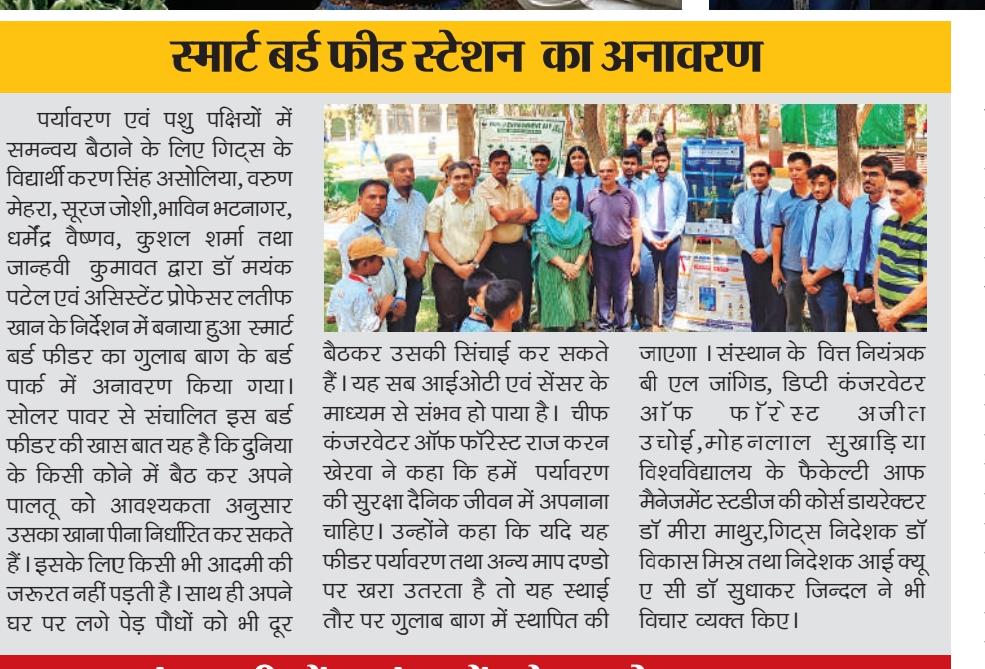 स्मार्ट बर्ड फीड स्टेशन का अनावरण
पर्यावरण एवं पशु पक्षियों में
समन्वय बैठाने के लिए गिट्स के
विद्यार्थी करण सिंह असोलिया, वरुण
मेहरा, सूरज जोशी,भाविन भटनागर,
धर्मेंद्र वैष्णव, कुशल शर्मा तथा
जान्हवी कुमावत द्वारा डॉ मयंक
पटेल एवं असिस्टेंट प्रोफेसर लतीफ
खान के निर्देशन में बनाया हुआ स्मार्ट
बर्ड फीडर का गुलाब बाग के बर्ड
पार्क में अनावरण किया गया।
सोलर पावर से संचालित इस बर्ड
फीडर की खास बात यह है कि दुनिया
के किसी कोने में बैठ कर अपने
पालतू को आवश्यकता अनुसार
उसका खाना पीना निर्धारित कर सकते
हैं। इसके लिए किसी भी आदमी की
जरूरत नहीं पड़ती है। साथ ही अपने
घर पर लगे पेड़ पौधों को भी दूर
बैठकर उसकी सिंचाई कर सकते
हैं। यह सब आईओटी एवं सेंसर के
माध्यम से संभव हो पाया है। चीफ
कंजरवेटर ऑफ फॉरेस्ट राज करन
खेरवा ने कहा कि हमें पर्यावरण
की सुरक्षा दैनिक जीवन में अपनाना
चाहिए। उन्होंने कहा कि यदि यह
फीडर पर्यावरण तथा अन्य माप दण्डो
पर खरा उतरता है तो यह स्थाई
तौर पर गुलाब बाग में स्थापित की
जाएगा । संस्थान के वित्त नियंत्रक
बी एल जांगिड, डिप्टी कंजरवेटर
ऑफ फॉरेस्ट अजीता
उचोई,मोहनलाल सुखाड़िया
विश्वविद्यालय के फैकेल्टी आफ
मैनेजमेंट स्टडीज की कोर्स डायरेक्टर
डॉ मीरा माथुर,गिट्स निदेशक डॉ
विकास मिस्र तथा निदेशक आई क्यू
ए सी डॉ सुधाकर जिन्दल ने भी
विचार व्यक्त किए।